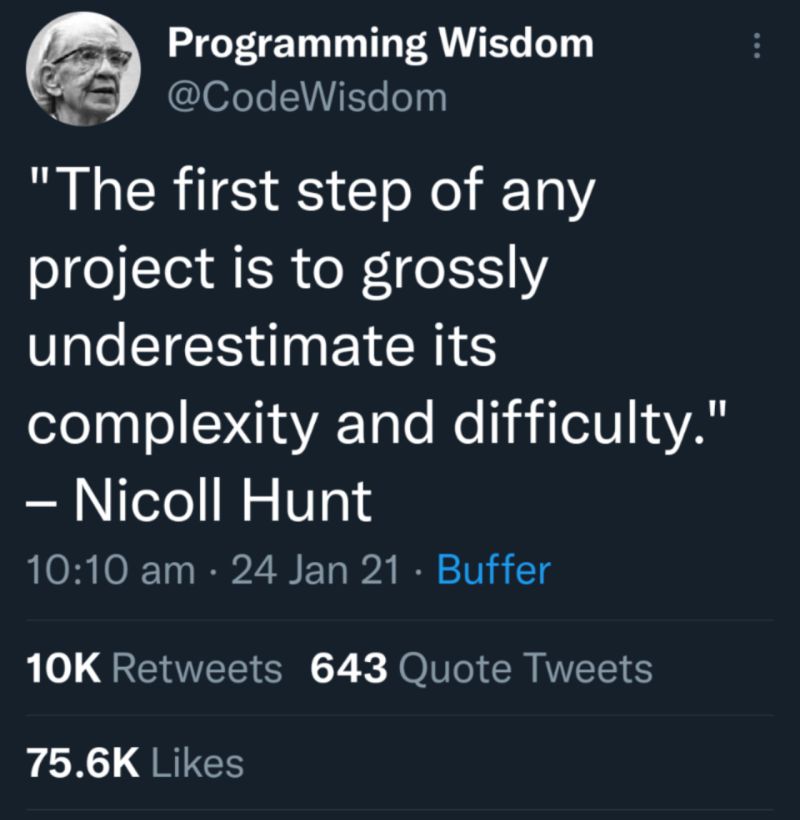 Programming Wisdom
@CodeWisdom
"The first step of any
project is to grossly
underestimate its
complexity and difficulty."
– Nicoll Hunt
10:10 am · 24 Jan 21 · Buffer
10K Retweets 643 Quote Tweets
75.6K Likes